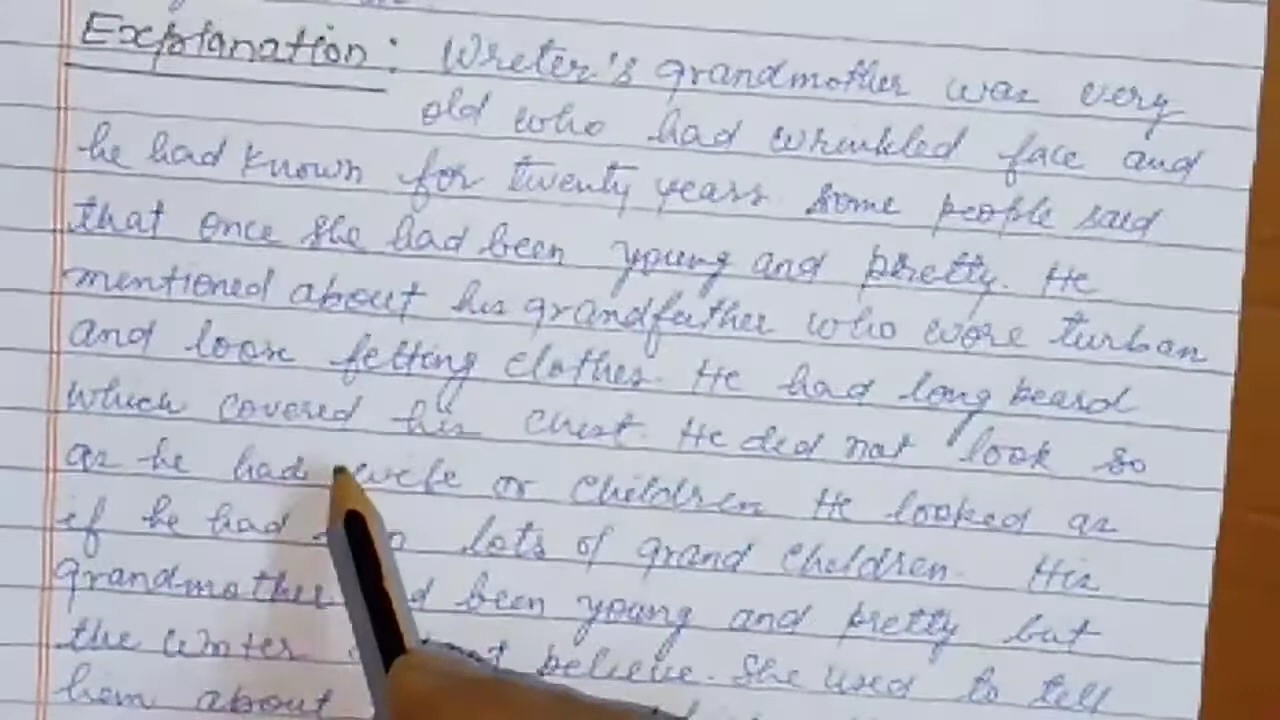 Explanation: Wreter's grandmother was very
old who had wrinkled face and
he had known for twenty years. Some people said
that once she had been young and pretty. He
mentioned about his grandfather who wore turban
and loose fetting clothes. He had long beard
which covered his chest. He did not look so
as he had wife or children He looked as
if he had lots of grand children. His
grandmother been young and pretty but
the writer not believe. She used to tell
him about